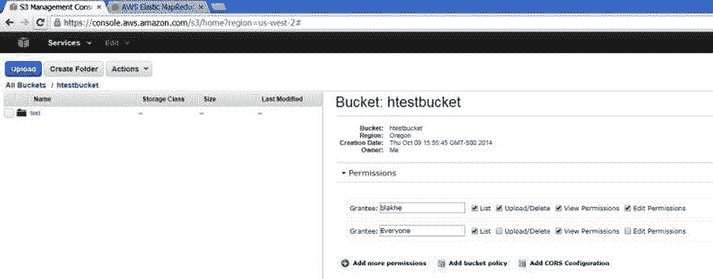 S3 Management Conso
AWS Elastic MapReduc
https://console.aws.amazon.com/s3/home?region=us-west-2#
Services Edit
Upload Create Folder Actions
All Buckets / htestbucket
Name Storage Class Size Last Modified
test -- -- --
Bucket: htestbucket
Bucket: htestbucket
Region: Oregon
Creation Date: Thu Oct 09 15:55:45 GMT-500 2014
Owner: Me
Permissions
Grantee: blakhe List Upload/Delete View Permissions Edit Permissions
Grantee: Everyone List Upload/Delete View Permissions Edit Permissions
Add more permissions Add bucket policy Add CORS Configuration